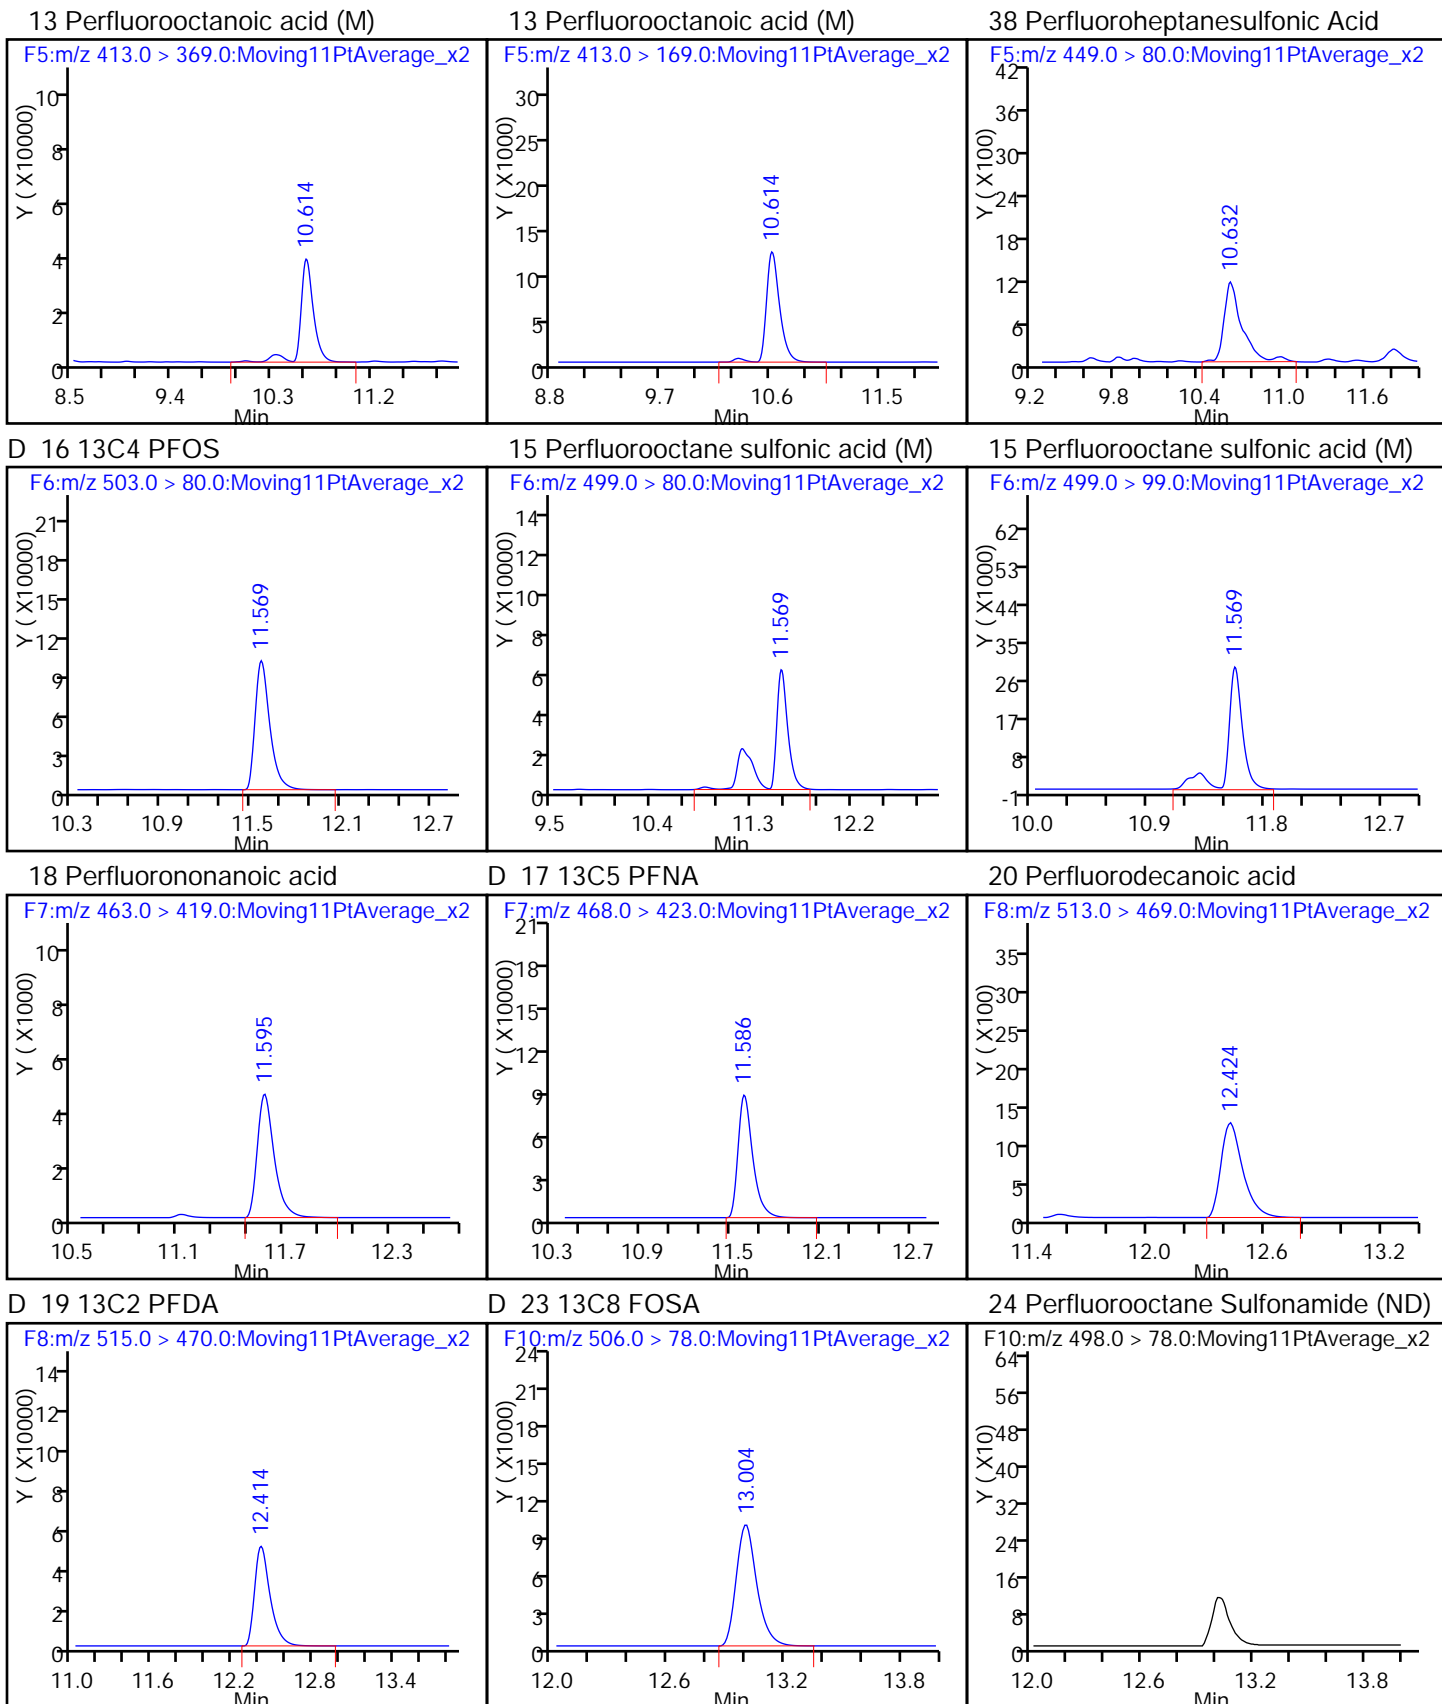 13 Perfluorooctanoic acid (M)
F5:m/z 413.0 > 369.0:Moving11PtAverage_x2
Y ( X10000)
10
8
6
4
2
0
10.614
8.5 9.4 10.3 11.2
Min
13 Perfluorooctanoic acid (M)
F5:m/z 413.0 > 169.0:Moving11PtAverage_x2
Y ( X1000)
30
25
20
15
10
5
0
10.614
8.8 9.7 10.6 11.5
Min
38 Perfluoroheptanesulfonic Acid
F5:m/z 449.0 > 80.0:Moving11PtAverage_x2
Y ( X100)
42
36
30
24
18
12
6
0
10.632
9.2 9.8 10.4 11.0 11.6
Min
D 16 13C4 PFOS
F6:m/z 503.0 > 80.0:Moving11PtAverage_x2
Y ( X10000)
21
18
15
12
9
6
3
0
11.569
10.3 10.9 11.5 12.1 12.7
Min
15 Perfluorooctane sulfonic acid (M)
F6:m/z 499.0 > 80.0:Moving11PtAverage_x2
Y ( X10000)
14
12
10
8
6
4
2
0
11.569
9.5 10.4 11.3 12.2
Min
15 Perfluorooctane sulfonic acid (M)
F6:m/z 499.0 > 99.0:Moving11PtAverage_x2
Y ( X1000)
62
53
44
35
26
17
8
-1
11.569
10.0 10.9 11.8 12.7
Min
18 Perfluorononanoic acid
F7:m/z 463.0 > 419.0:Moving11PtAverage_x2
Y ( X1000)
10
8
6
4
2
0
11.595
10.5 11.1 11.7 12.3
Min
D 17 13C5 PFNA
F7:m/z 468.0 > 423.0:Moving11PtAverage_x2
Y ( X10000)
21
18
15
12
9
6
3
0
11.586
10.3 10.9 11.5 12.1 12.7
Min
20 Perfluorodecanoic acid
F8:m/z 513.0 > 469.0:Moving11PtAverage_x2
Y ( X100)
35
30
25
20
15
10
5
0
12.424
11.4 12.0 12.6 13.2
Min
D 19 13C2 PFDA
F8:m/z 515.0 > 470.0:Moving11PtAverage_x2
Y ( X10000)
14
12
10
8
6
4
2
0
12.414
11.0 11.6 12.2 12.8 13.4
Min
D 23 13C8 FOSA
F10:m/z 506.0 > 78.0:Moving11PtAverage_x2
Y ( X1000)
24
21
18
15
12
9
6
3
0
13.004
12.0 12.6 13.2 13.8
Min
24 Perfluorooctane Sulfonamide (ND)
F10:m/z 498.0 > 78.0:Moving11PtAverage_x2
Y ( X10)
64
56
48
40
32
24
16
8
0
12.0 12.6 13.2 13.8
Min